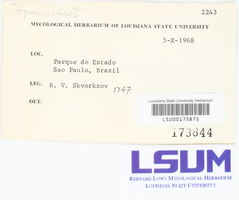 2243
MYCOLOGICAL HERBARIUM OF LOUISIANA STATE UNIVERSITY
5-X-1968
LOC.
Parque do Estado
Sao Paulo, Brazil
LEG. B. V. Skvorkzov 1347
DET.
Louisiana State University Herbarium
LSU00175875
173844
LSUM
BERNARD LOWY MYCOLOGICAL HERBARIUM
LOUISIANA STATE UNIVERSITY